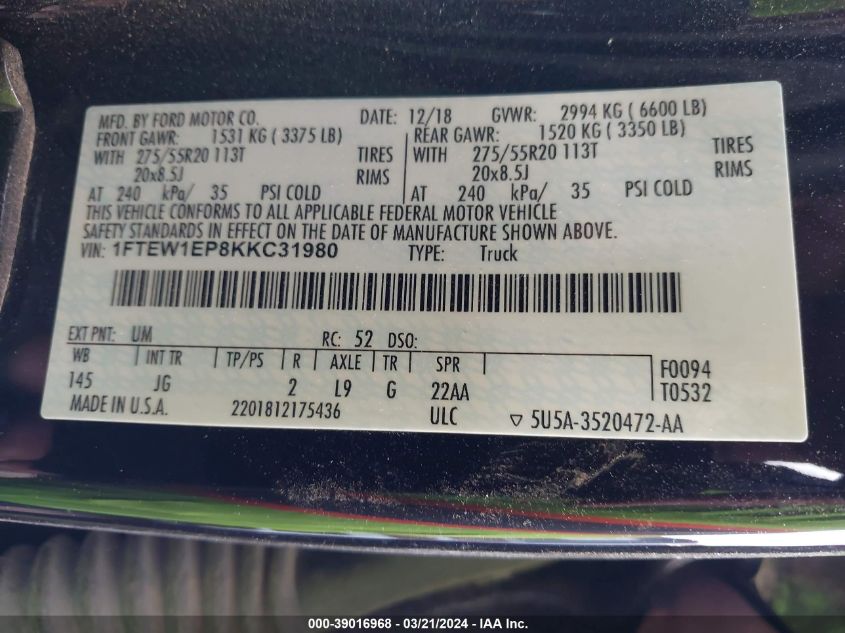 MFD. BY FORD MOTOR CO. DATE: 12/18 GVWR: 2994 KG ( 6600 LB)
FRONT GAWR: 1531 KG ( 3375 LB) REAR GAWR: 1520 KG ( 3350 LB)
WITH 275/55R20 113T TIRES WITH 275/55R20 113T TIRES
20x8.5J RIMS 20x8.5J RIMS
AT 240 kPa/ 35 PSI COLD AT 240 kPa/ 35 PSI COLD
THIS VEHICLE CONFORMS TO ALL APPLICABLE FEDERAL MOTOR VEHICLE
SAFETY STANDARDS IN EFFECT ON THE DATE OF MANUFACTURE SHOWN ABOVE.
VIN: 1FTEW1EP8KKC31980 TYPE: Truck
EXT PNT: UM RC: 52 DSO:
WB INT TR TP/PS R AXLE TR SPR F0094
145 JG 2 L9 G 22AA T0532
MADE IN U.S.A. 2201812175436 ULC ▽ 5U5A-3520472-AA
000-39016968 - 03/21/2024 - IAA Inc.